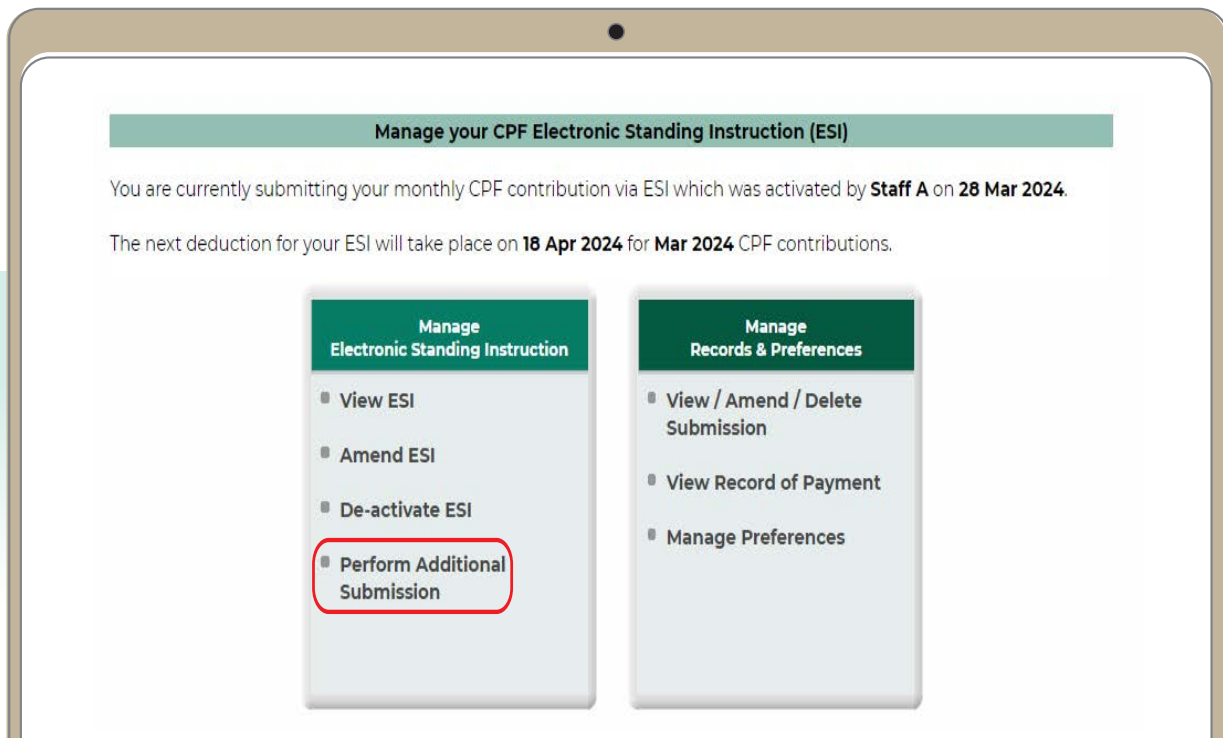 Manage your CPF Electronic Standing Instruction (ESI)
You are currently submitting your monthly CPF contribution via ESI which was activated by Staff A on 28 Mar 2024.
The next deduction for your ESI will take place on 18 Apr 2024 for Mar 2024 CPF contributions.
Manage
Electronic Standing Instruction
View ESI
Amend ESI
De-activate ESI
Perform Additional
Submission
Manage
Records & Preferences
View / Amend / Delete
Submission
View Record of Payment
Manage Preferences